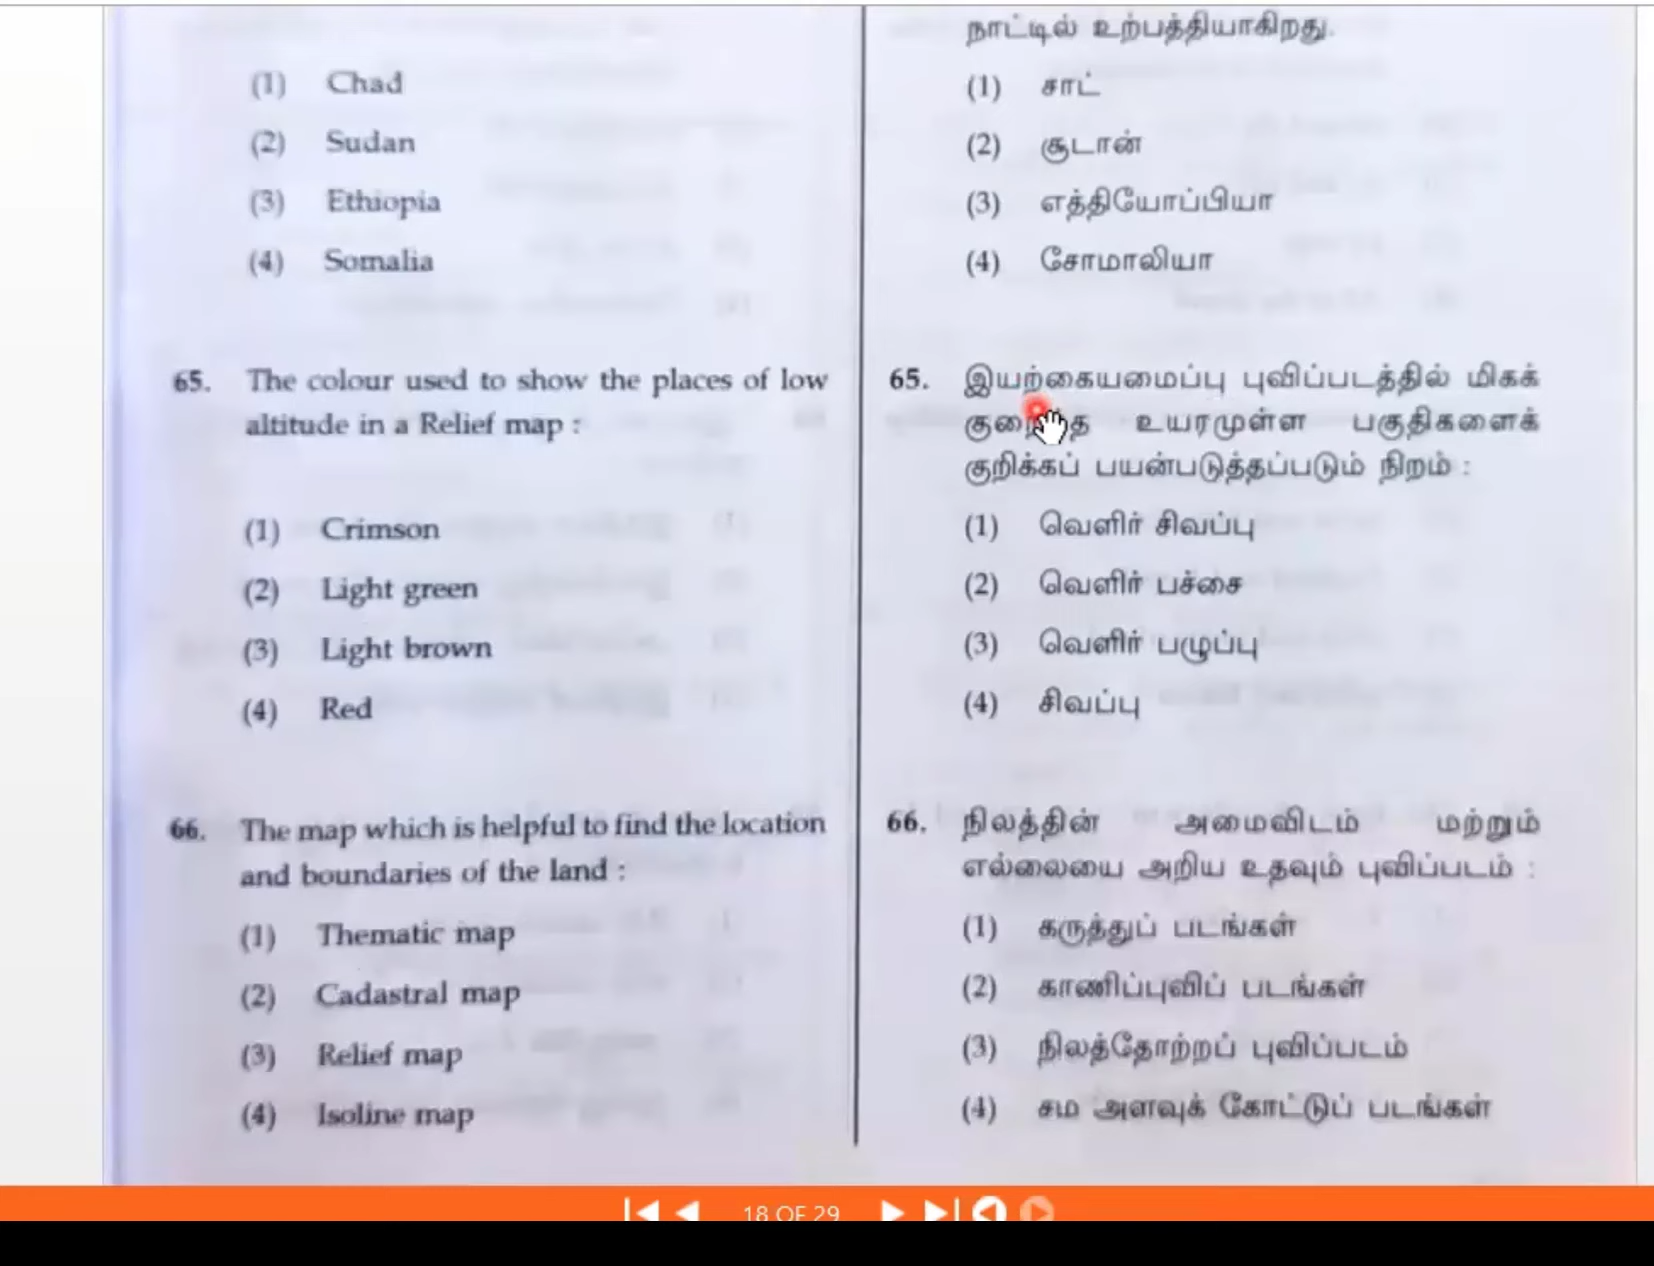 (1) Chad
(2) Sudan
(3) Ethiopia
(4) Somalia
65. The colour used to show the places of low
altitude in a Relief map :
(1) Crimson
(2) Light green
(3) Light brown
(4) Red
66. The map which is helpful to find the location
and boundaries of the land :
(1) Thematic map
(2) Cadastral map
(3) Relief map
(4) Isoline map
நாட்டில் உற்பத்தியாகிறது.
(1) சாட்
(2) சூடான்
(3) எத்தியோப்பியா
(4) சோமாலியா
65. இயற்கையமைப்பு புவிப்படத்தில் மிகக்
உயரமுள்ள பகுதிகளைக்
குறிக்கப் பயன்படுத்தப்படும் நிறம் :
(1) வெளிர் சிவப்பு
(2) வெளிர் பச்சை
(3) வெளிர் பழுப்பு
(4) சிவப்பு
66. நிலத்தின் அமைவிடம் மற்றும்
எல்லையை அறிய உதவும் புவிப்படம் :
(1) கருத்துப் படங்கள்
(2) காணிப்புவிப் படங்கள்
(3) நிலத்தோற்றப் புவிப்படம்
(4) சம அளவுக் கோட்டுப் படங்கள்
18 OF 29